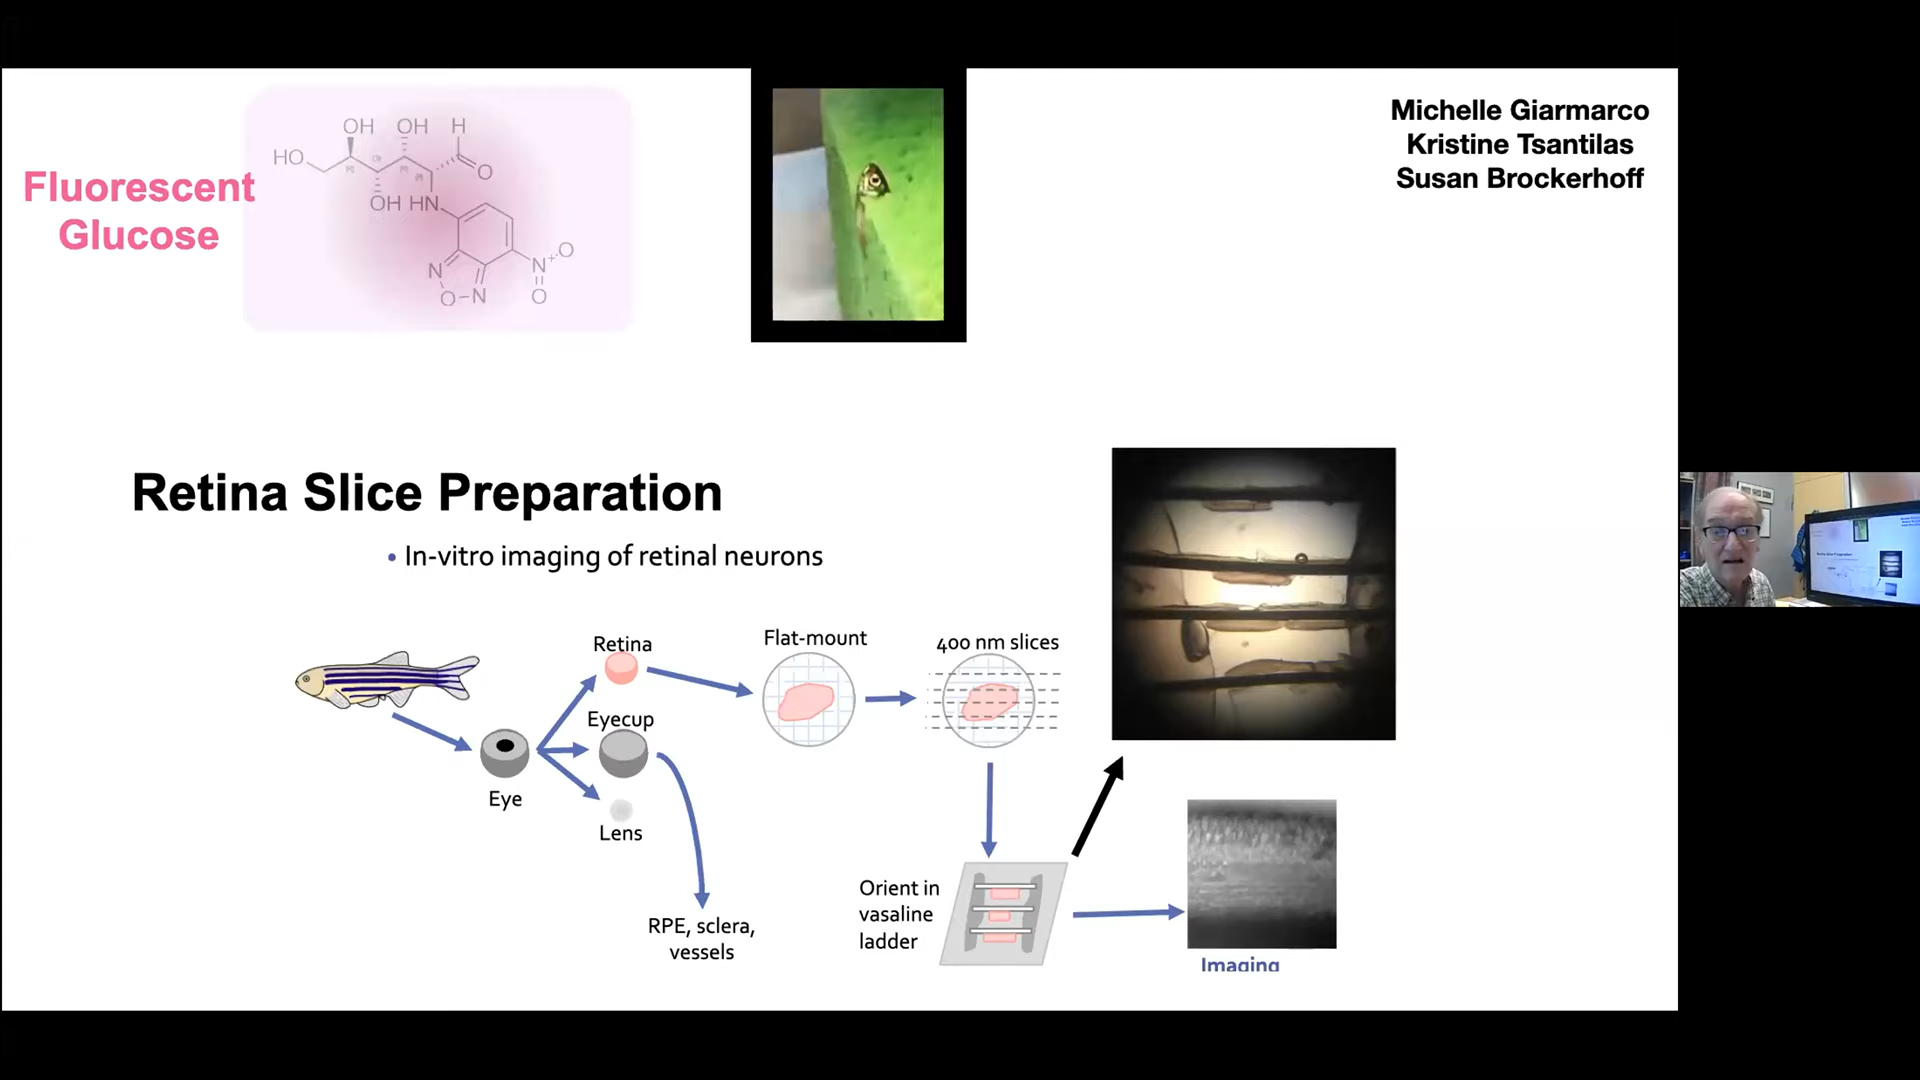 Fluorescent
Glucose
OH OH H
HO
O
OH HN
N
O
N
N+
O
O
Michelle Giarmarco
Kristine Tsantilas
Susan Brockerhoff
Retina Slice Preparation
• In-vitro imaging of retinal neurons
Retina
Flat-mount
400 nm slices
Eyecup
Eye
Lens
RPE, sclera,
vessels
Orient in
vasaline
ladder
Imaging